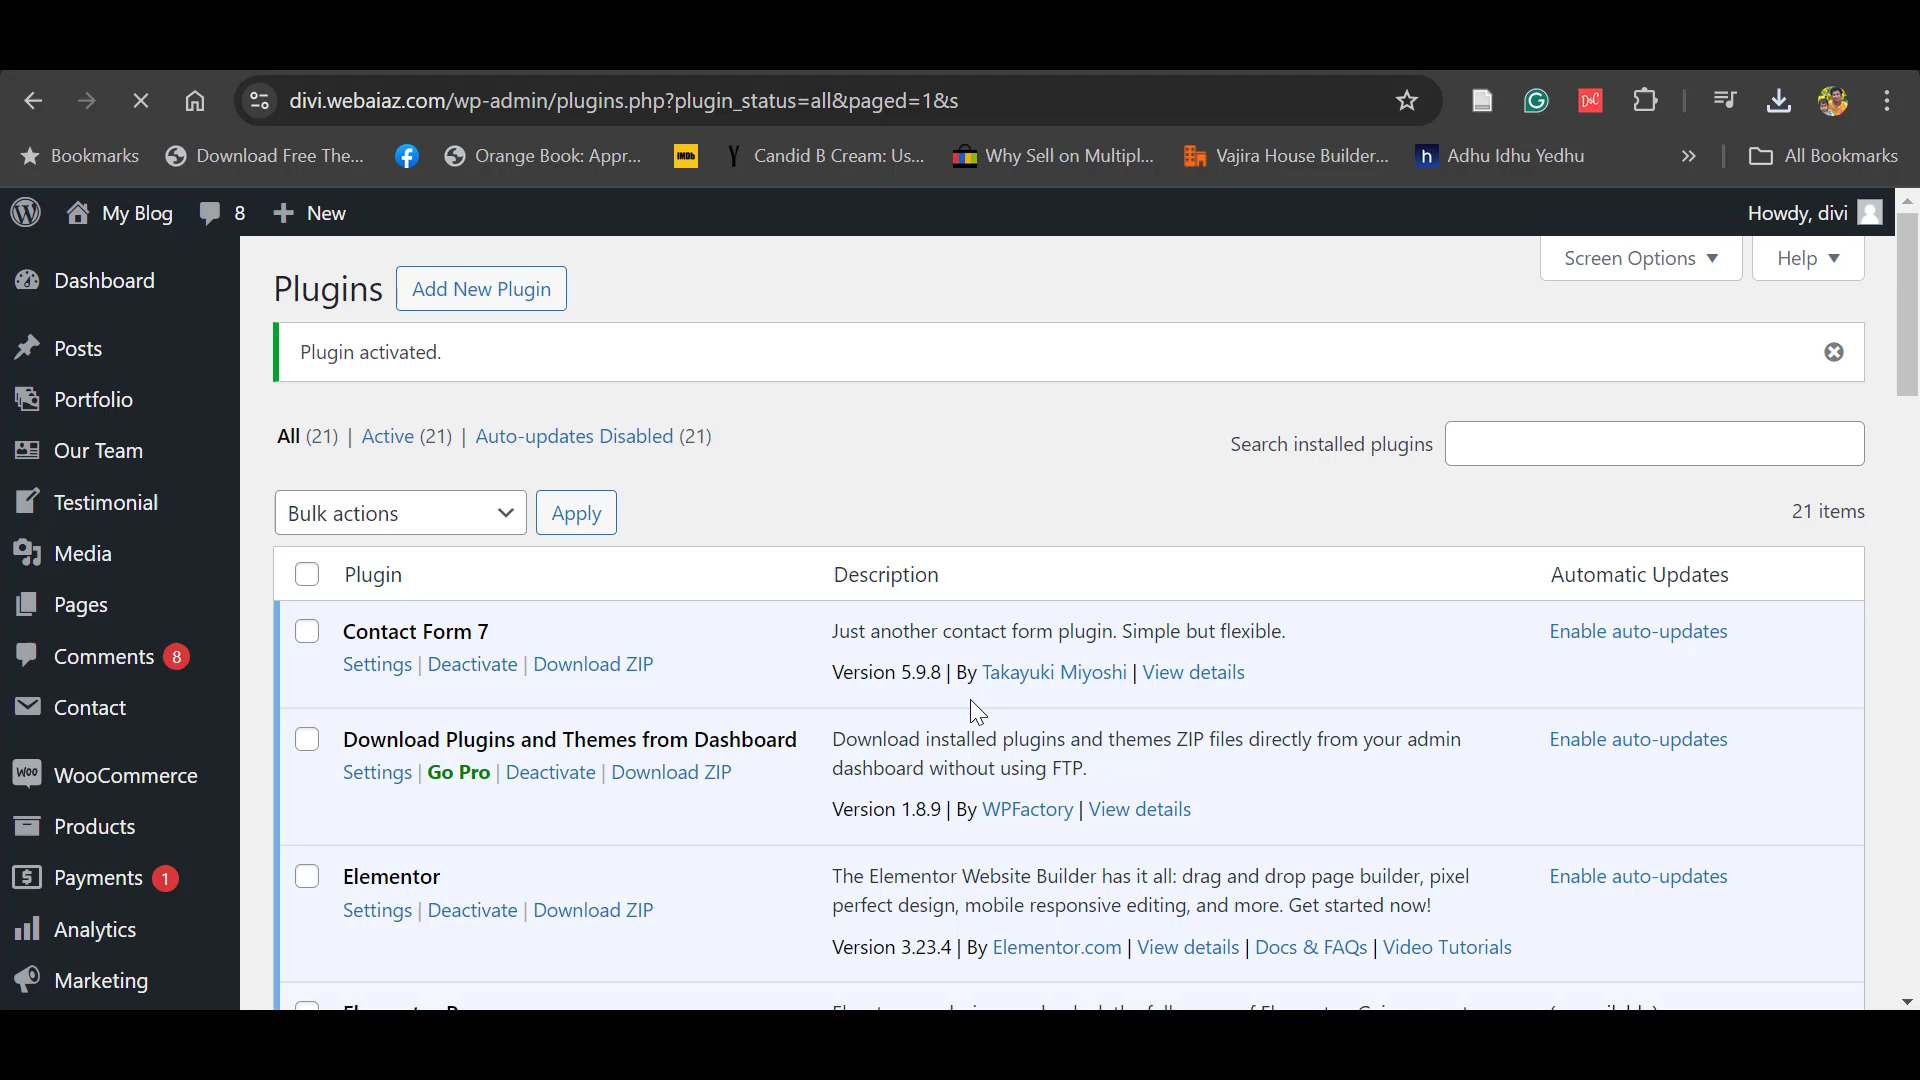 divi.webaiaz.com/wp-admin/plugins.php?plugin_status=all&paged=1&s
Bookmarks Download Free The... Orange Book: Appr... IMDb Candid B Cream: Us... Why Sell on Multipl... Vajira House Builder... h Adhu Idhu Yedhu » All Bookmarks
My Blog 8 New Howdy, divi
Screen Options Help
Dashboard
Posts
Portfolio
Our Team
Testimonial
Media
Pages
Comments 8
Contact
WooCommerce
Products
Payments 1
Analytics
Marketing
Plugins Add New Plugin
Plugin activated.
All (21) | Active (21) | Auto-updates Disabled (21)
Search installed plugins
Bulk actions Apply 21 items
Plugin Description Automatic Updates
Contact Form 7
Settings | Deactivate | Download ZIP
Just another contact form plugin. Simple but flexible.
Version 5.9.8 | By Takayuki Miyoshi | View details
Enable auto-updates
Download Plugins and Themes from Dashboard
Settings | Go Pro | Deactivate | Download ZIP
Download installed plugins and themes ZIP files directly from your admin
dashboard without using FTP.
Version 1.8.9 | By WPFactory | View details
Enable auto-updates
Elementor
Settings | Deactivate | Download ZIP
The Elementor Website Builder has it all: drag and drop page builder, pixel
perfect design, mobile responsive editing, and more. Get started now!
Version 3.23.4 | By Elementor.com | View details | Docs & FAQs | Video Tutorials
Enable auto-updates